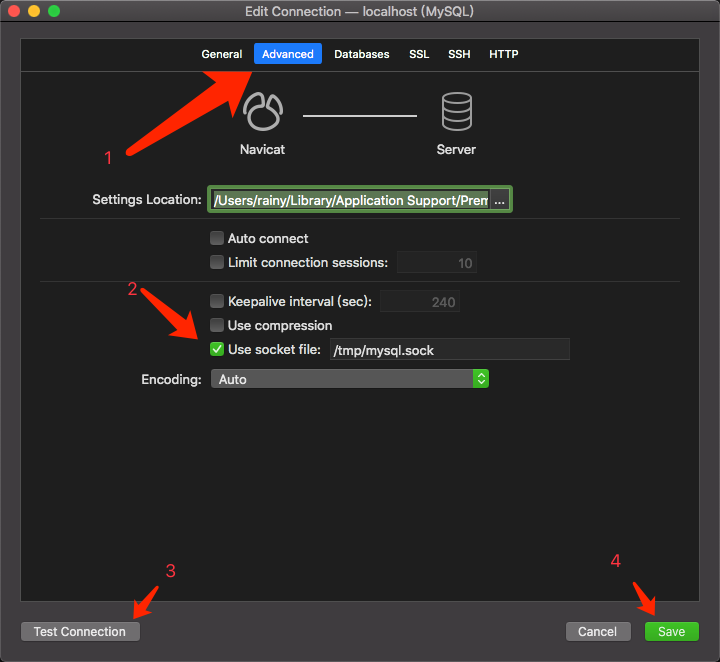 Edit Connection — localhost (MySQL)
General Advanced Databases SSL SSH HTTP
1
Navicat Server
Settings Location: /Users/rainy/Library/Application Support/Prem ...
Auto connect
Limit connection sessions: 10
2
Keepalive interval (sec): 240
Use compression
Use socket file: /tmp/mysql.sock
Encoding: Auto
3
4
Test Connection Cancel Save